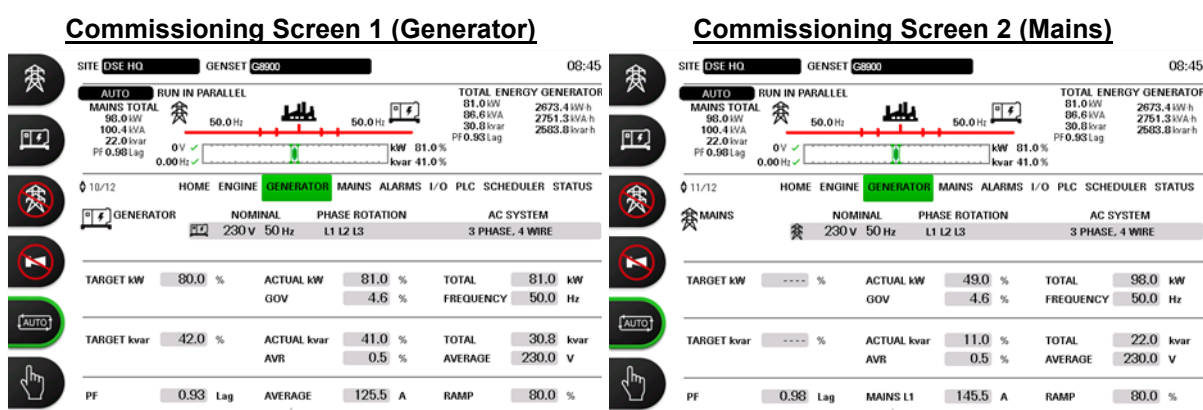 Commissioning Screen 1 (Generator)
SITE DSE HQ GENSET G8900 08:45
AUTO RUN IN PARALLEL TOTAL ENERGY GENERATOR
MAINS TOTAL 81.0 kW 2673.4 kW·h
98.0 kW 50.0 Hz 50.0 Hz 86.6 kVA 2751.3 kVA·h
100.4 kVA 30.8 kvar 2583.8 kvar·h
22.0 kvar PF 0.93 Lag
PF 0.98 Lag 0 V kW 81.0 %
0.00 Hz kvar 41.0 %
10/12 HOME ENGINE GENERATOR MAINS ALARMS I/O PLC SCHEDULER STATUS
GENERATOR NOMINAL PHASE ROTATION AC SYSTEM
230 V 50 Hz L1 L2 L3 3 PHASE, 4 WIRE
TARGET kW 80.0 % ACTUAL kW 81.0 % TOTAL 81.0 kW
GOV 4.6 % FREQUENCY 50.0 Hz
TARGET kvar 42.0 % ACTUAL kvar 41.0 % TOTAL 30.8 kvar
AVR 0.5 % AVERAGE 230.0 V
PF 0.93 Lag AVERAGE 125.5 A RAMP 80.0 %
AUTO
Commissioning Screen 2 (Mains)
SITE DSE HQ GENSET G8900 08:45
AUTO RUN IN PARALLEL TOTAL ENERGY GENERATOR
MAINS TOTAL 81.0 kW 2673.4 kW·h
98.0 kW 50.0 Hz 50.0 Hz 86.6 kVA 2751.3 kVA·h
100.4 kVA 30.8 kvar 2583.8 kvar·h
22.0 kvar PF 0.93 Lag
PF 0.98 Lag 0 V kW 81.0 %
0.00 Hz kvar 41.0 %
11/12 HOME ENGINE GENERATOR MAINS ALARMS I/O PLC SCHEDULER STATUS
MAINS NOMINAL PHASE ROTATION AC SYSTEM
230 V 50 Hz L1 L2 L3 3 PHASE, 4 WIRE
TARGET kW ---- % ACTUAL kW 49.0 % TOTAL 98.0 kW
GOV 4.6 % FREQUENCY 50.0 Hz
TARGET kvar ---- % ACTUAL kvar 11.0 % TOTAL 22.0 kvar
AVR 0.5 % AVERAGE 230.0 V
PF 0.98 Lag MAINS L1 145.5 A RAMP 80.0 %
AUTO